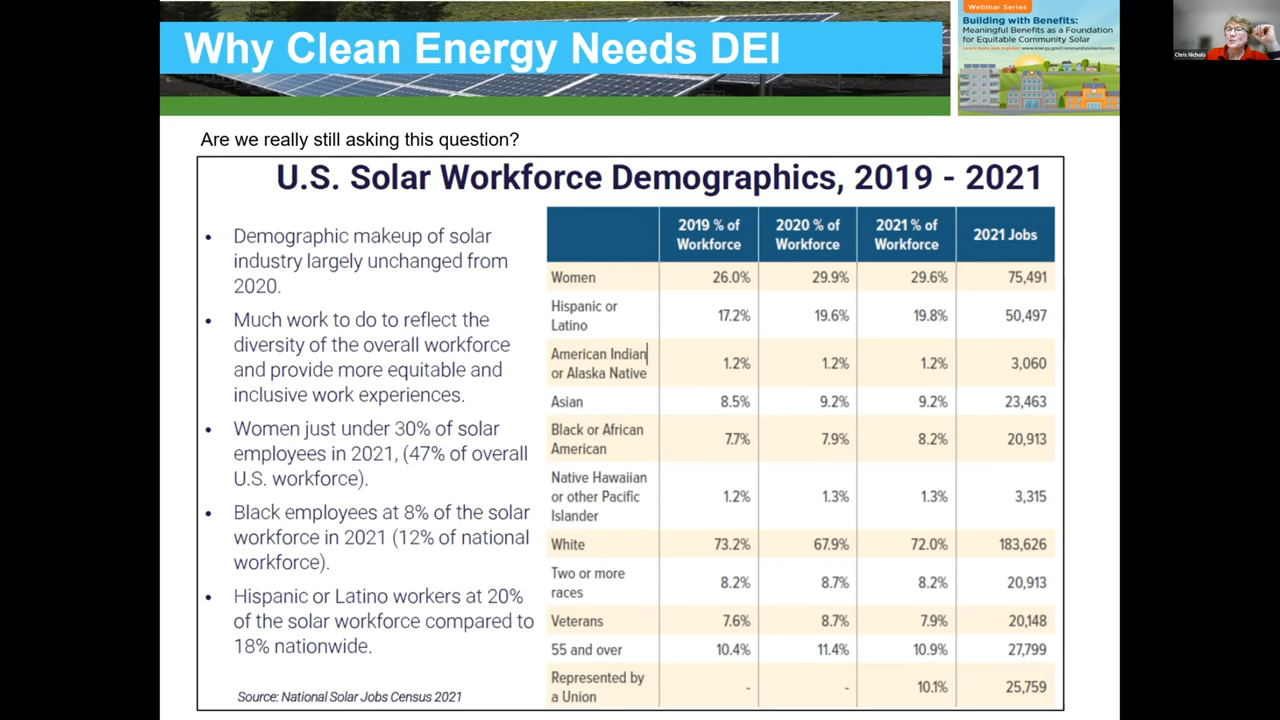 Why Clean Energy Needs DEI
Webinar Series
Building with Benefits:
Meaningful Benefits as a Foundation
for Equitable Community Solar
Learn more and register: www.energy.gov/communitysolar/events
Chris Nichols
Are we really still asking this question?
U.S. Solar Workforce Demographics, 2019 - 2021
• Demographic makeup of solar
industry largely unchanged from
2020.
• Much work to do to reflect the
diversity of the overall workforce
and provide more equitable and
inclusive work experiences.
• Women just under 30% of solar
employees in 2021, (47% of overall
U.S. workforce).
• Black employees at 8% of the solar
workforce in 2021 (12% of national
workforce).
• Hispanic or Latino workers at 20%
of the solar workforce compared to
18% nationwide.
Source: National Solar Jobs Census 2021
2019 % of Workforce 2020 % of Workforce 2021 % of Workforce 2021 Jobs
Women 26.0% 29.9% 29.6% 75,491
Hispanic or Latino 17.2% 19.6% 19.8% 50,497
American Indian or Alaska Native 1.2% 1.2% 1.2% 3,060
Asian 8.5% 9.2% 9.2% 23,463
Black or African American 7.7% 7.9% 8.2% 20,913
Native Hawaiian or other Pacific Islander 1.2% 1.3% 1.3% 3,315
White 73.2% 67.9% 72.0% 183,626
Two or more races 8.2% 8.7% 8.2% 20,913
Veterans 7.6% 8.7% 7.9% 20,148
55 and over 10.4% 11.4% 10.9% 27,799
Represented by a Union - - 10.1% 25,759